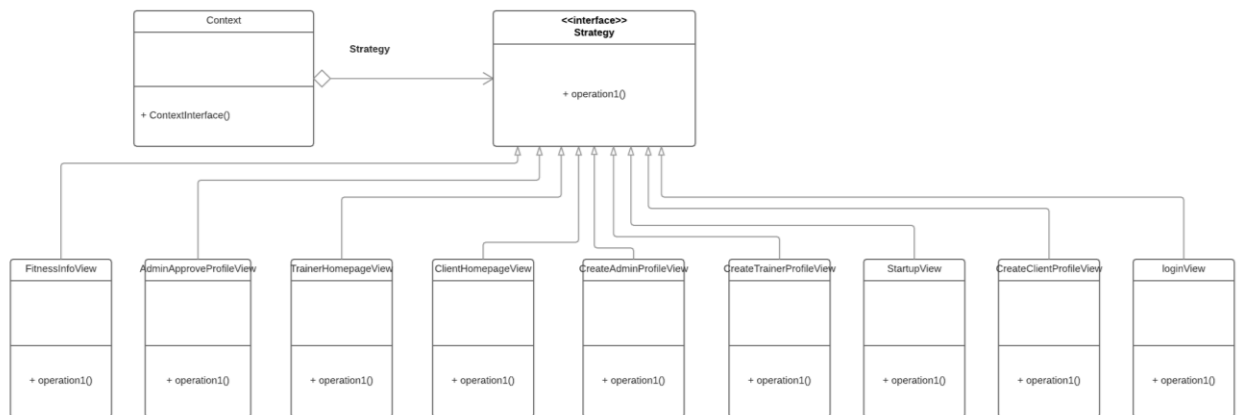 Context
<<interface>>
Strategy
Strategy
+ operation1()
+ ContextInterface()
FitnessInfoView
AdminApproveProfileView
TrainerHomepageView
ClientHomepageView
CreateAdminProfileView
CreateTrainerProfileView
StartupView
CreateClientProfileView
loginView
+ operation1()
+ operation1()
+ operation1()
+ operation1()
+ operation1()
+ operation1()
+ operation1()
+ operation1()
+ operation1()